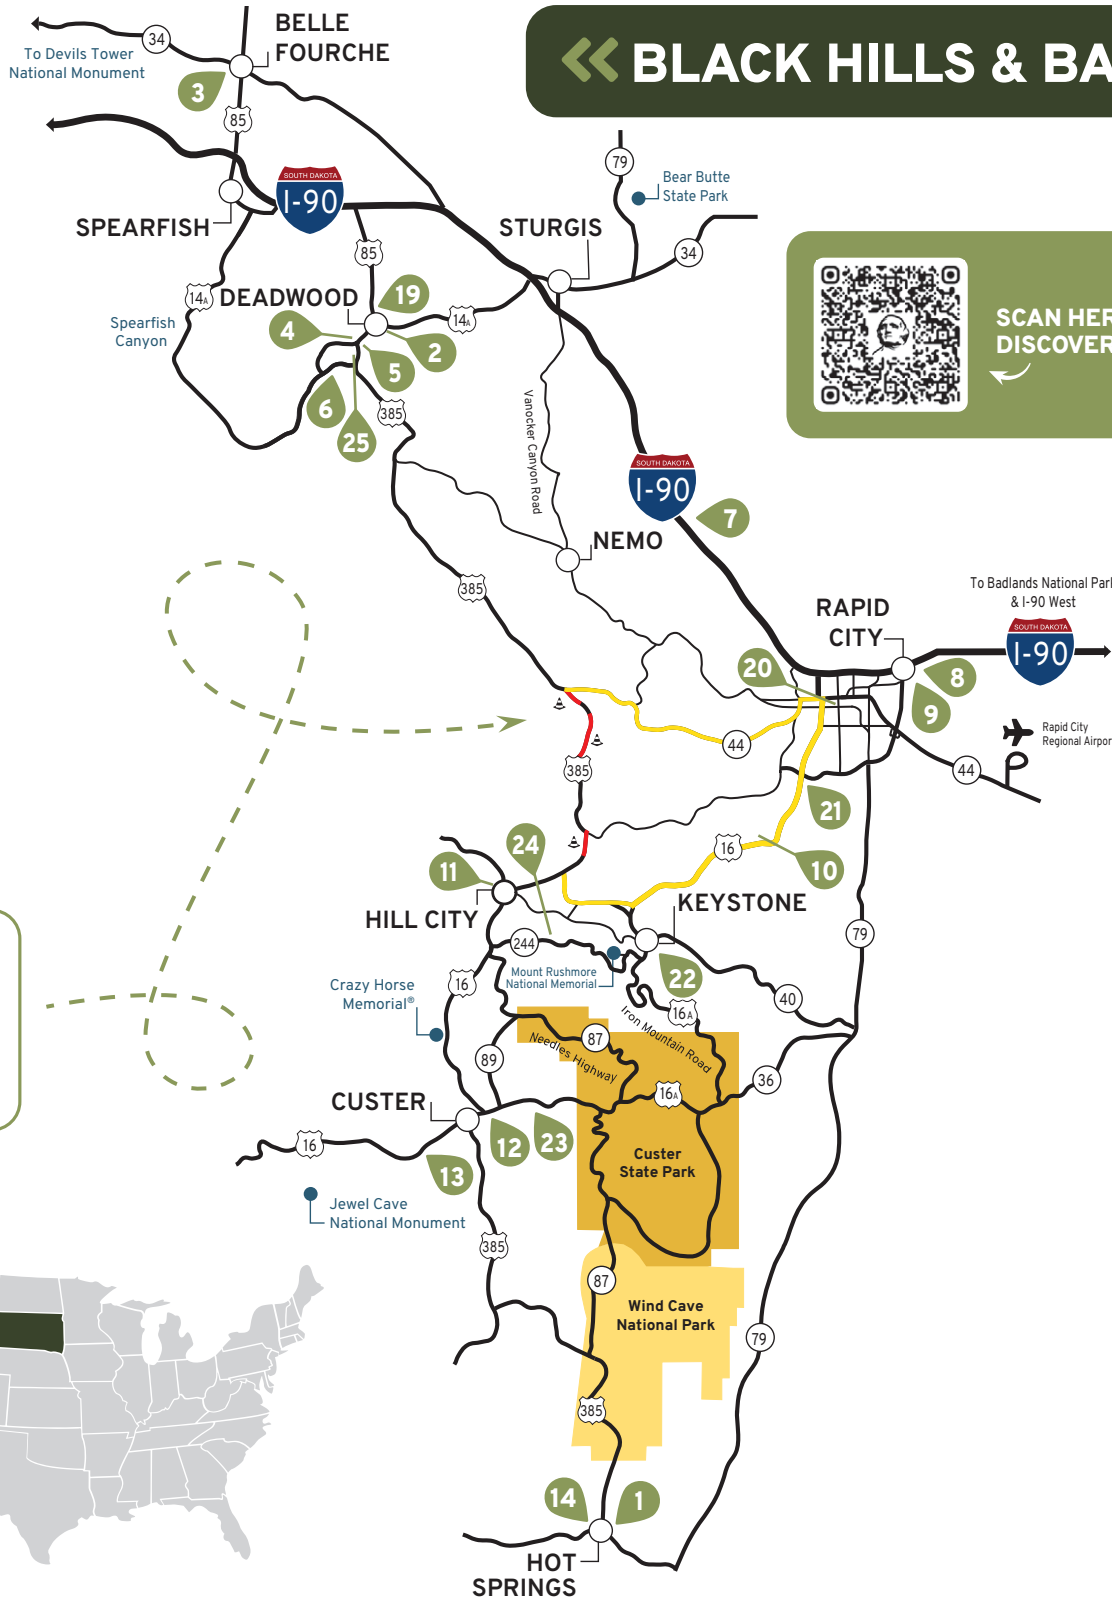 BELLE
FOURCHE
34
To Devils Tower
National Monument
3
85
BLACK HILLS & BA
SOUTH DAKOTA
I-90
79
Bear Butte
State Park
SPEARFISH
STURGIS
34
85
14A
DEADWOOD
19
14A
Spearfish
Canyon
4
2
5
6
25
385
SCAN HER
DISCOVER
Vanocker Canyon Road
SOUTH DAKOTA
I-90
7
NEMO
385
To Badlands National Park
& I-90 West
RAPID
CITY
SOUTH DAKOTA
I-90
20
8
9
Rapid City
Regional Airpor
44
385
44
21
16
10
24
11
HILL CITY
KEYSTONE
79
244
Mount Rushmore
National Memorial
22
16
Crazy Horse
Memorial®
16A
40
Iron Mountain Road
87
Needles Highway
89
36
16A
CUSTER
12
23
16
13
Custer
State Park
Jewel Cave
National Monument
385
87
Wind Cave
National Park
79
385
14
1
HOT
SPRINGS